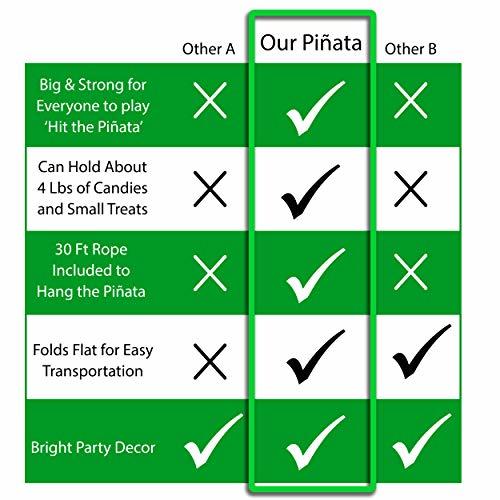 Other A
Our Piñata
Other B
Big & Strong for
Everyone to play
‘Hit the Piñata’
Can Hold About
4 Lbs of Candies
and Small Treats
30 Ft Rope
Included to
Hang the Piñata
Folds Flat for Easy
Transportation
Bright Party Decor